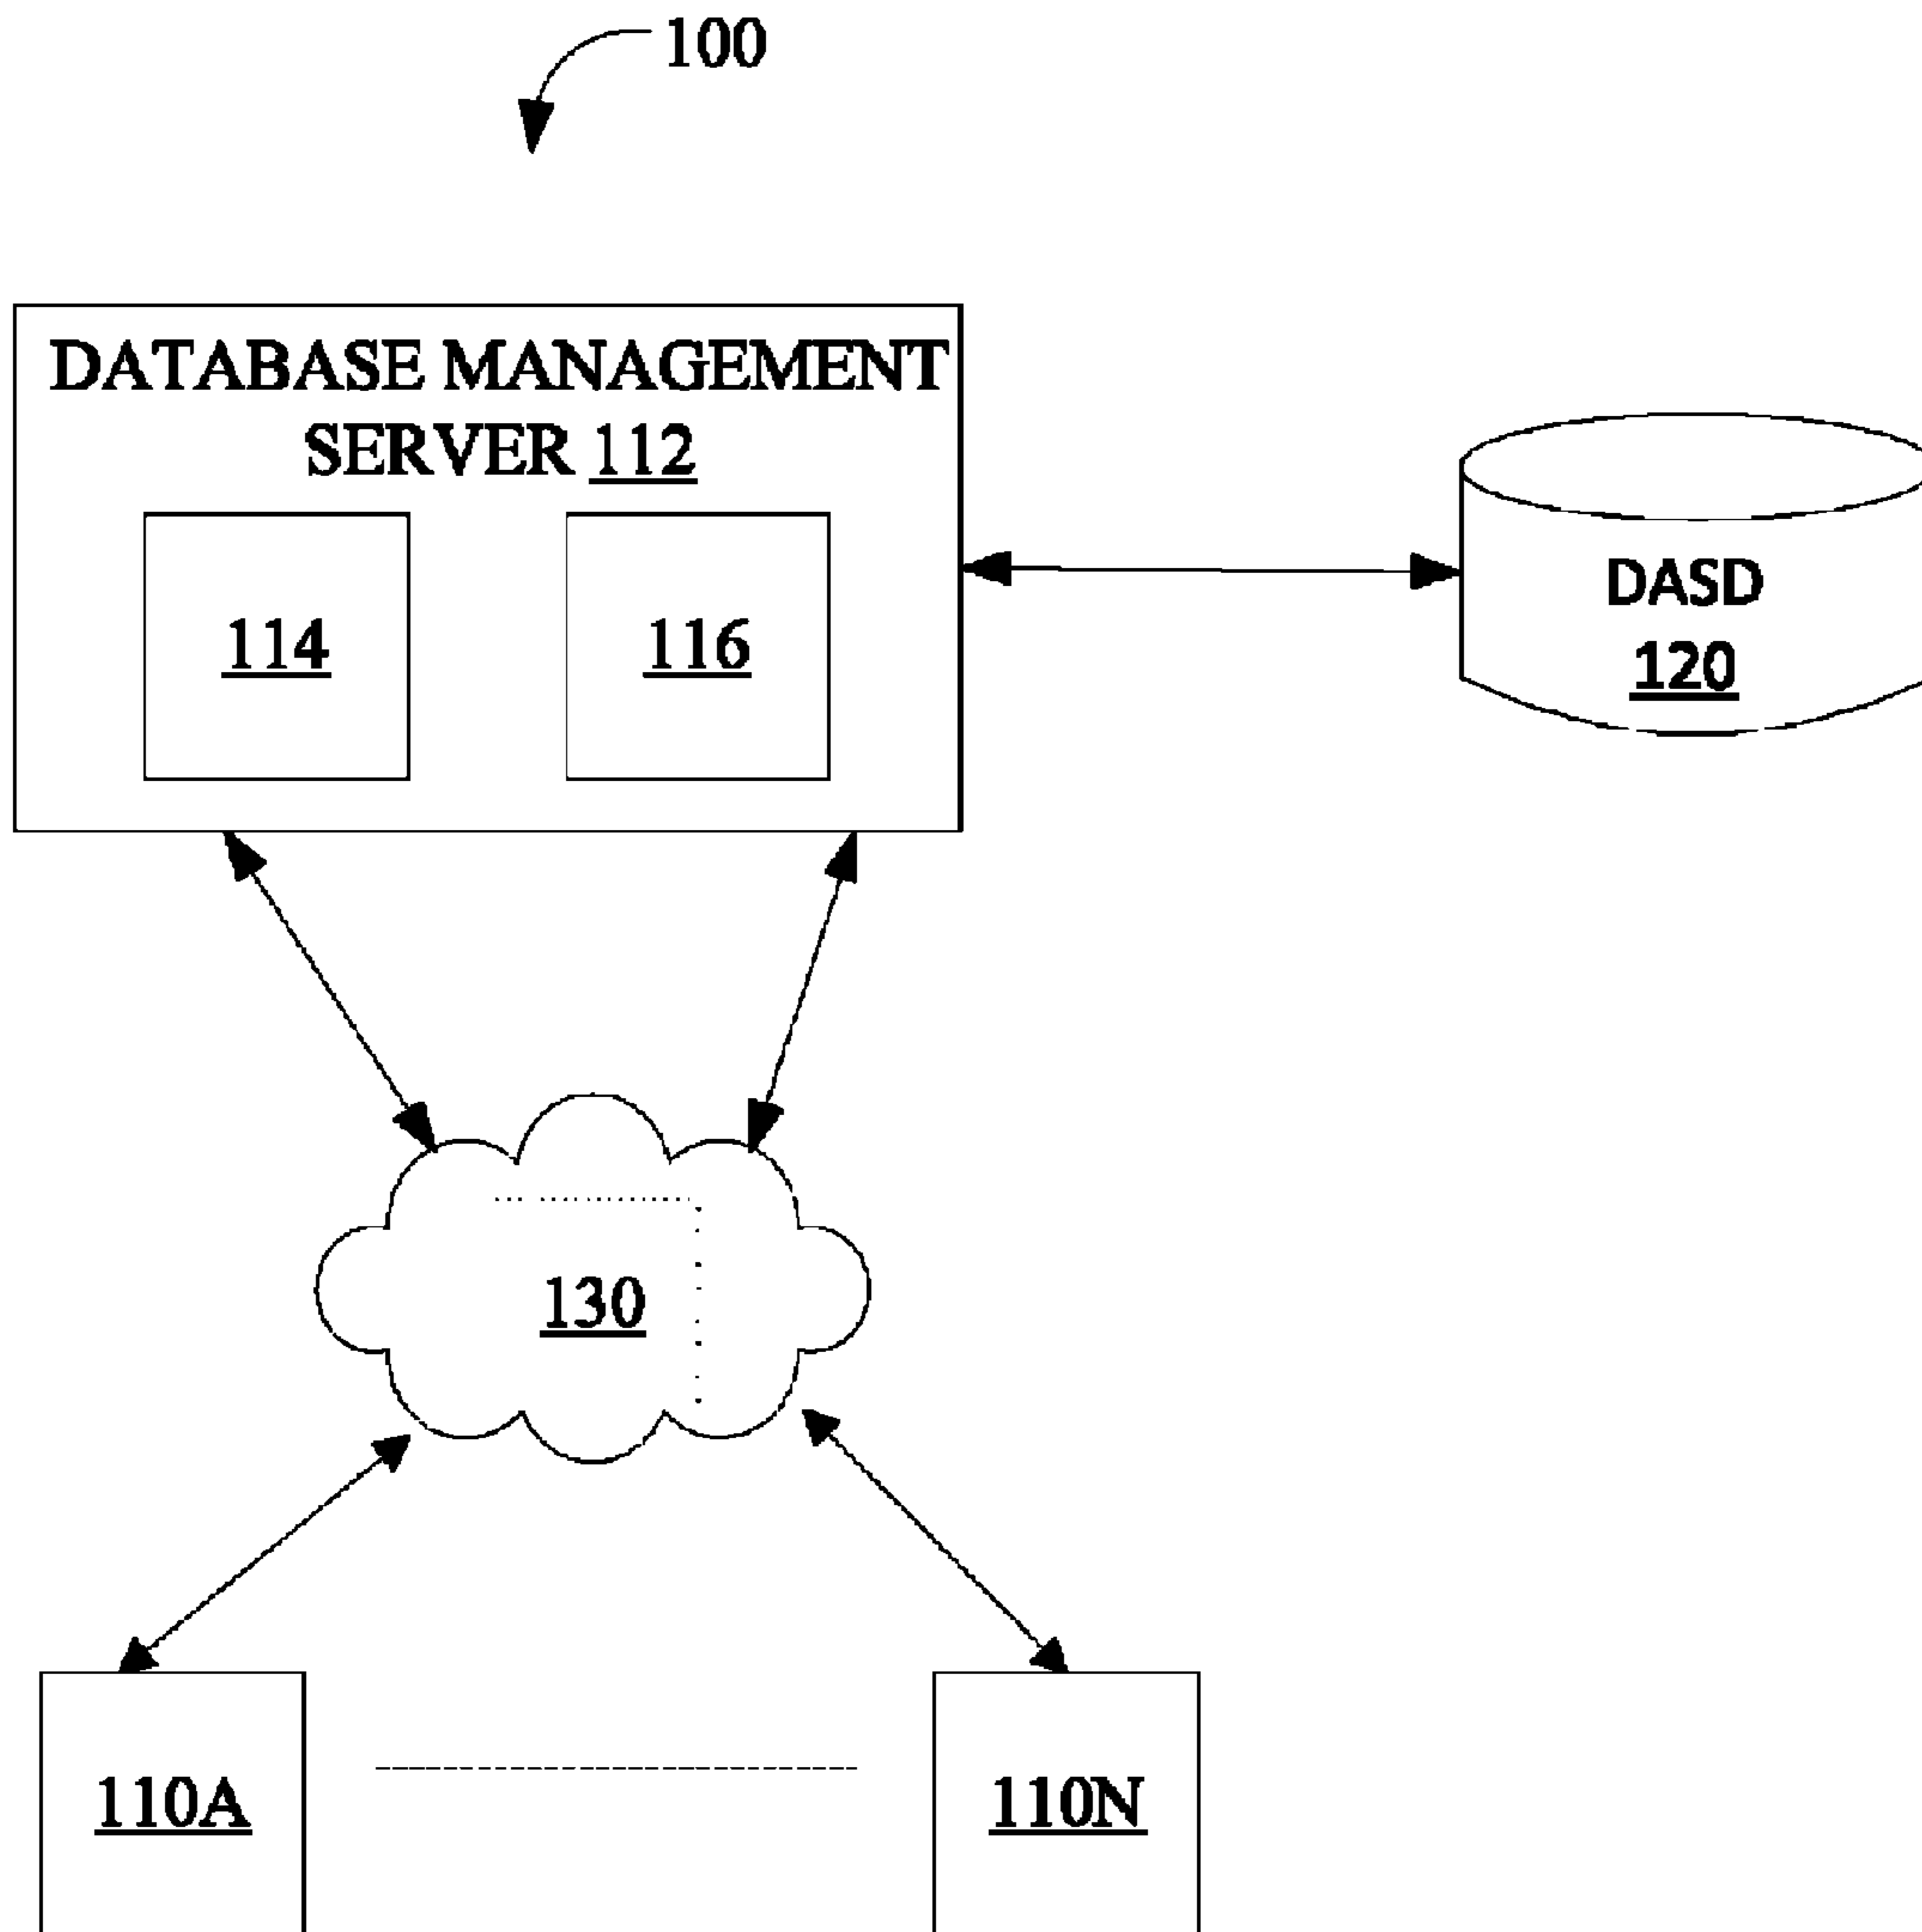 100
DATABASE MANAGEMENT
SERVER 112
114
116
DASD
120
130
110A
110N